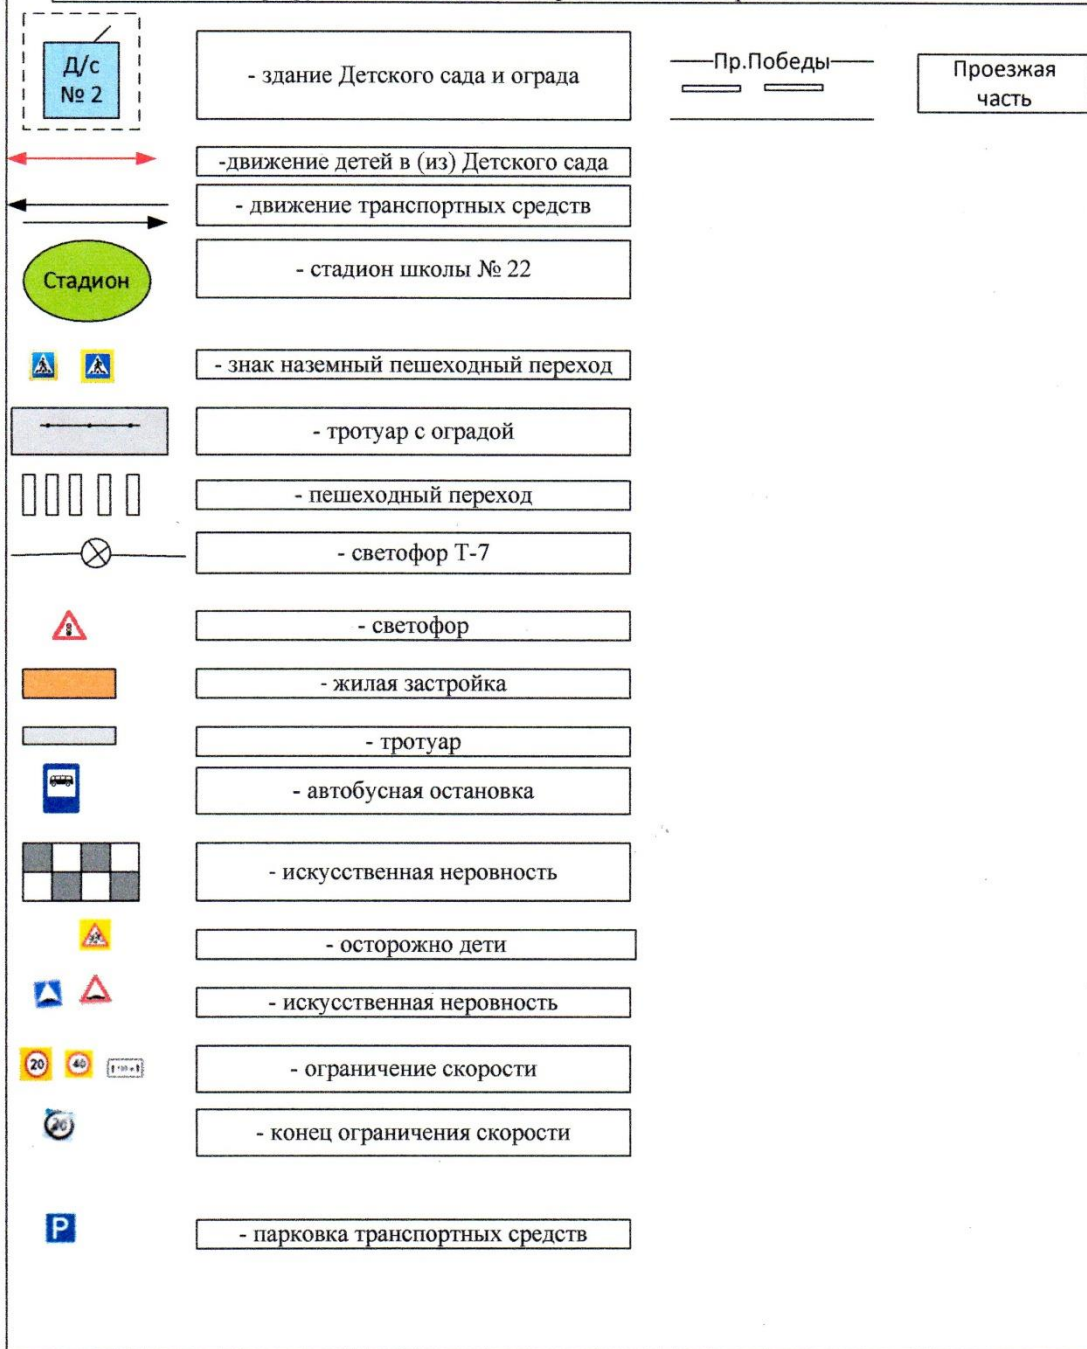 Д/с
№ 2
- здание Детского сада и ограда
Пр.Победы
Проезжая
часть
-движение детей в (из) Детского сада
- движение транспортных средств
Стадион
- стадион школы № 22
- знак наземный пешеходный переход
- тротуар с оградой
- пешеходный переход
- светофор Т-7
- светофор
- жилая застройка
- тротуар
- автобусная остановка
- искусственная неровность
- осторожно дети
- искусственная неровность
20
40
- ограничение скорости
20
- конец ограничения скорости
P
- парковка транспортных средств